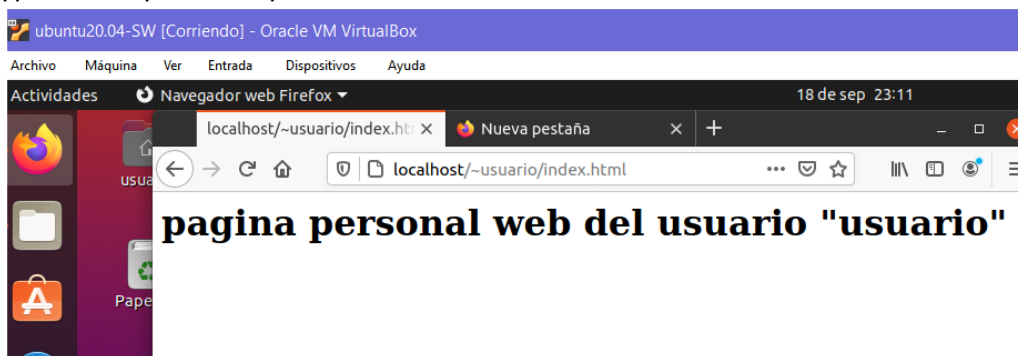 ubuntu20.04-SW [Corriendo] - Oracle VM VirtualBox
Archivo Máquina Ver Entrada Dispositivos Ayuda
Actividades Navegador web Firefox 18 de sep 23:11
localhost/~usuario/index.ht Nueva pestaña
localhost/~usuario/index.html
usua
pagina personal web del usuario "usuario"
Pape